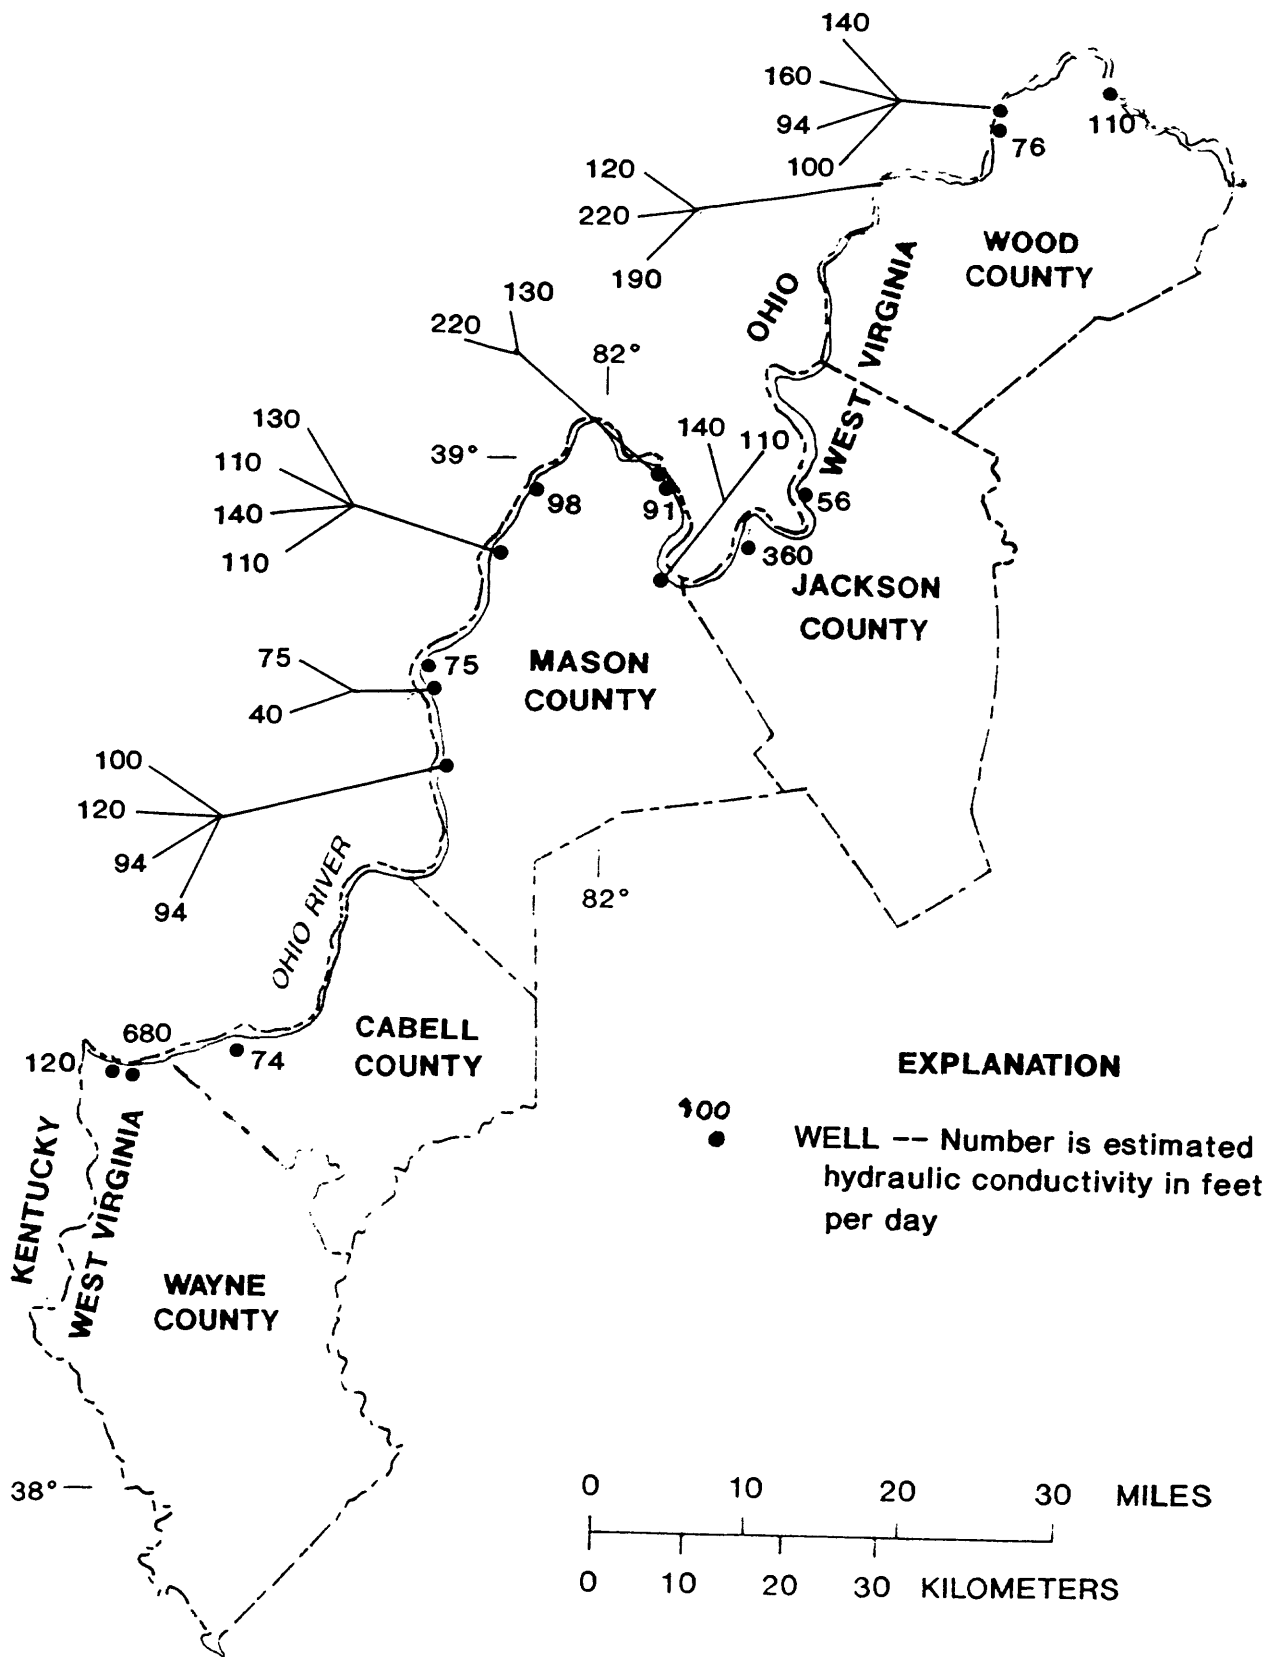 140
160
94
110
76
100
120
220
190
WOOD
COUNTY
OHIO
WEST VIRGINIA
130
220
82°
130
39°
140
110
110
98
91
56
140
360
110
JACKSON
COUNTY
75
75
MASON
COUNTY
40
100
120
94
94
82°
OHIO RIVER
680
CABELL
COUNTY
120
74
EXPLANATION
100
WELL -- Number is estimated
hydraulic conductivity in feet
per day
KENTUCKY
WEST VIRGINIA
WAYNE
COUNTY
38°
0 10 20 30 MILES
0 10 20 30 KILOMETERS